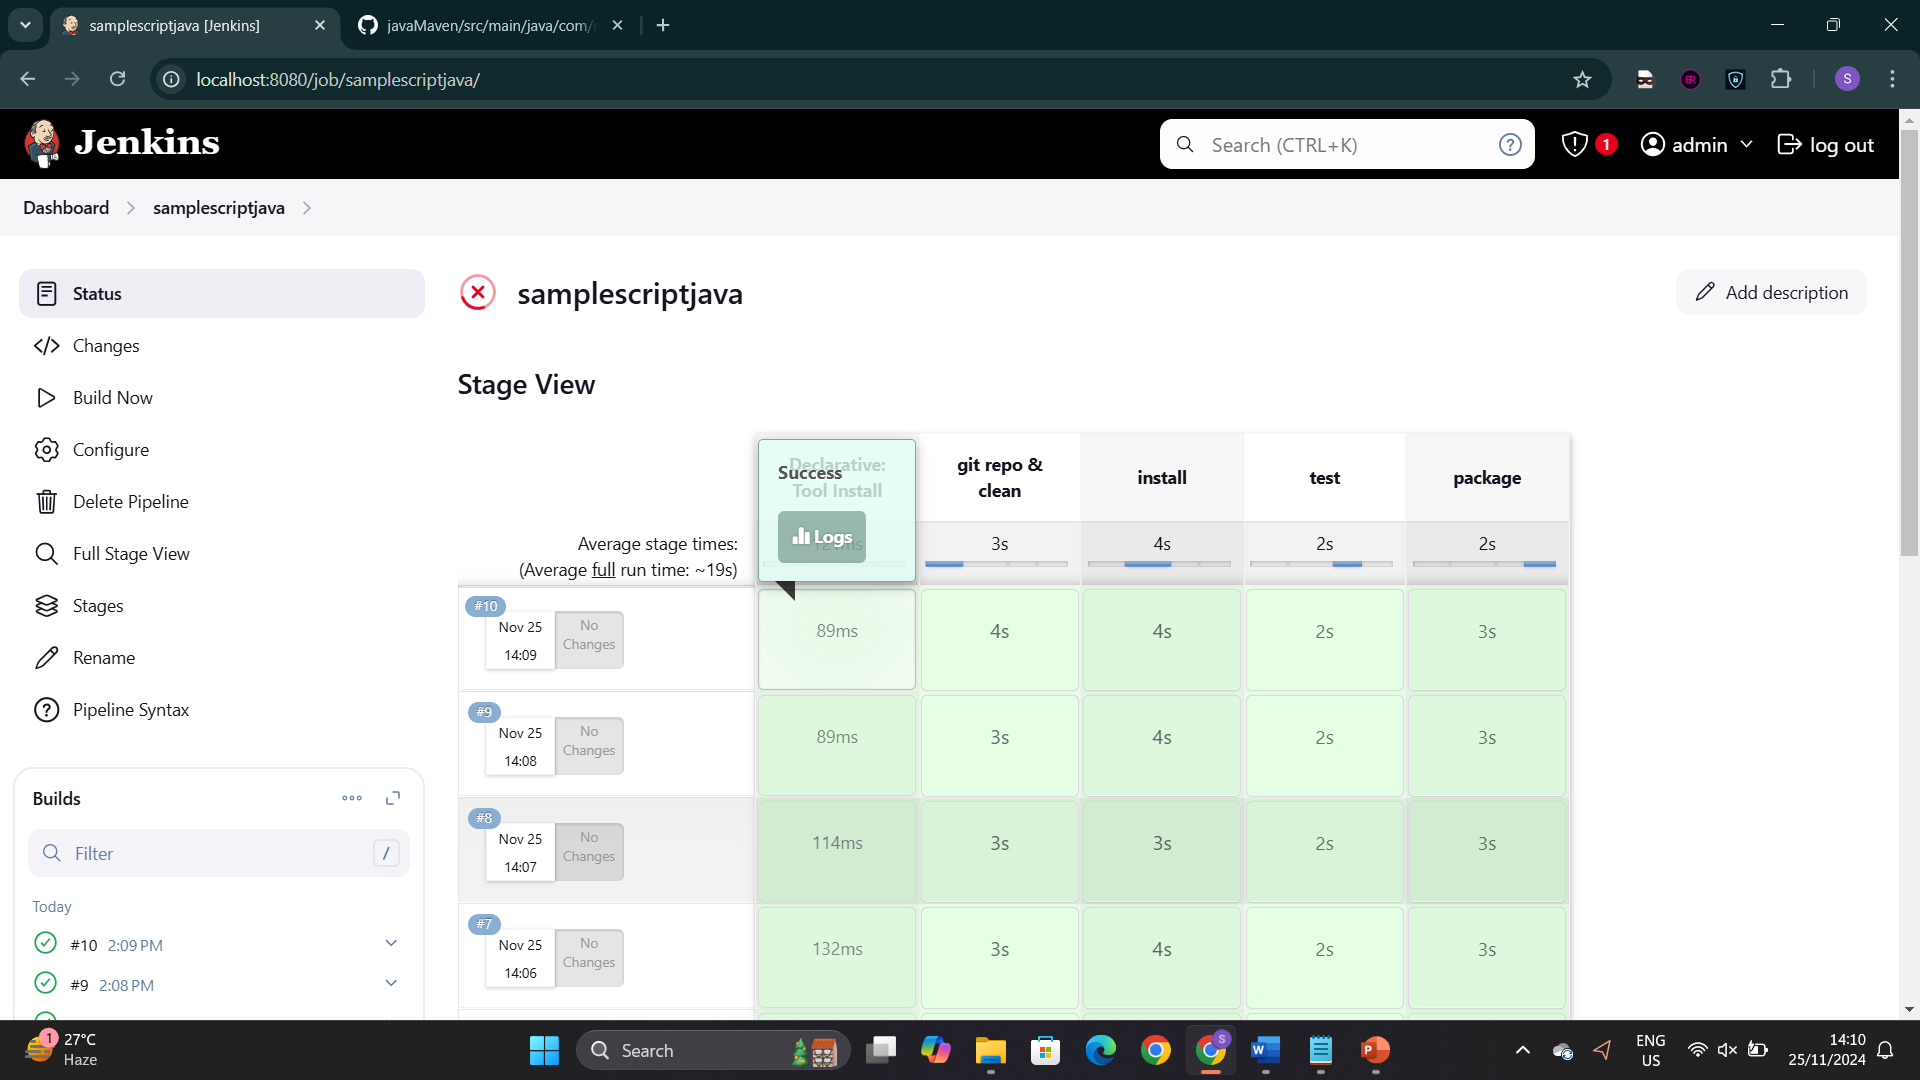 samplescriptjava [Jenkins]
javaMaven/src/main/java/com/
localhost:8080/job/samplescriptjava/
S
Jenkins
Search (CTRL+K)
?
1
admin
log out
Dashboard
samplescriptjava
Status
Changes
Build Now
Configure
Delete Pipeline
Full Stage View
Stages
Rename
Pipeline Syntax
Builds
Filter
/
Today
#10 2:09 PM
#9 2:08 PM
samplescriptjava
Add description
Stage View
Declarative:
Tool Install
Success
Logs
git repo &
clean
install
test
package
Average stage times:
(Average full run time: ~19s)
3s
4s
2s
2s
#10
Nov 25
14:09
No
Changes
89ms
4s
4s
2s
3s
#9
Nov 25
14:08
No
Changes
89ms
3s
4s
2s
3s
#8
Nov 25
14:07
No
Changes
114ms
3s
3s
2s
3s
#7
Nov 25
14:06
No
Changes
132ms
3s
4s
2s
3s
1
27°C
Haze
Search
S
ENG
US
14:10
25/11/2024